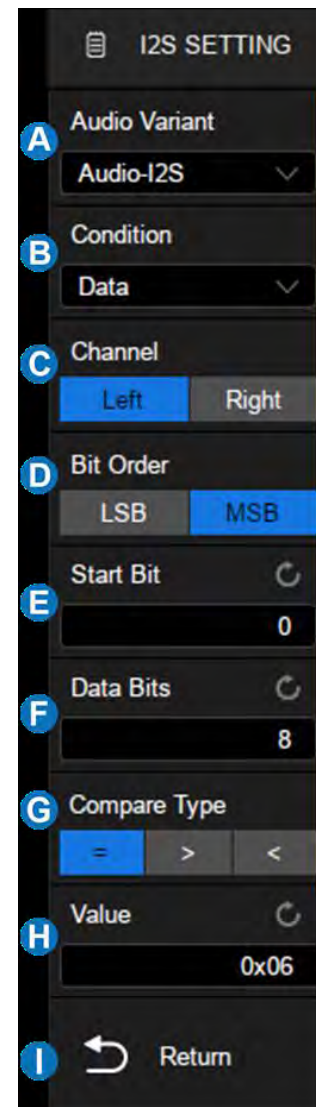 I2S SETTING
A
Audio Variant
Audio-I2S
B
Condition
Data
C
Channel
Left Right
D
Bit Order
LSB MSB
E
Start Bit
0
F
Data Bits
8
G
Compare Type
= > <
H
Value
0x06
I
Return